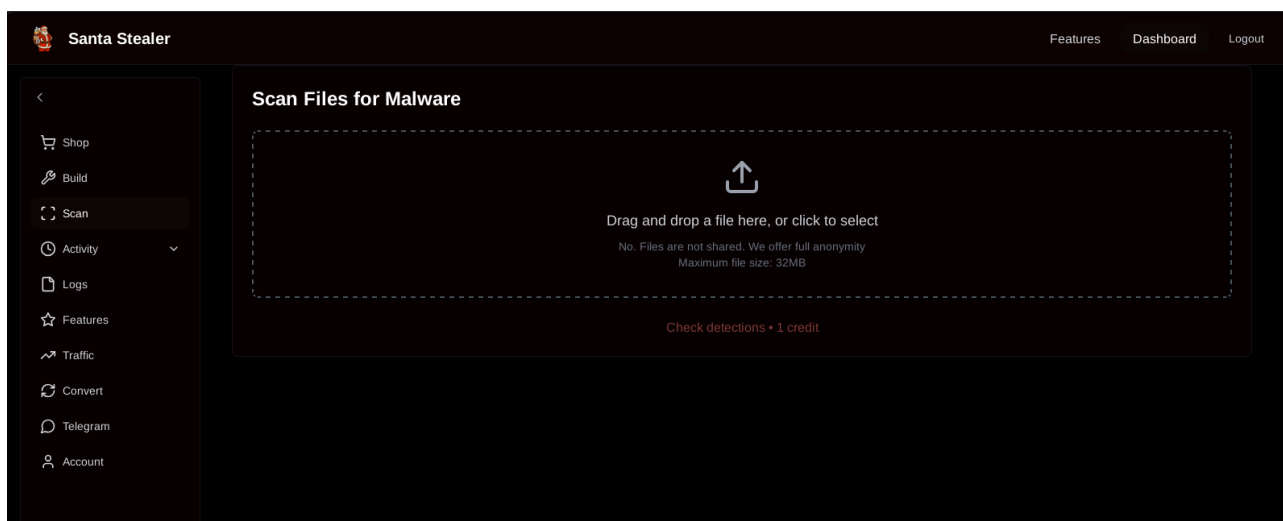 Santa Stealer
Features
Dashboard
Logout
Shop
Build
Scan
Activity
Logs
Features
Traffic
Convert
Telegram
Account
Scan Files for Malware
Drag and drop a file here, or click to select
No. Files are not shared. We offer full anonymity
Maximum file size: 32MB
Check detections • 1 credit